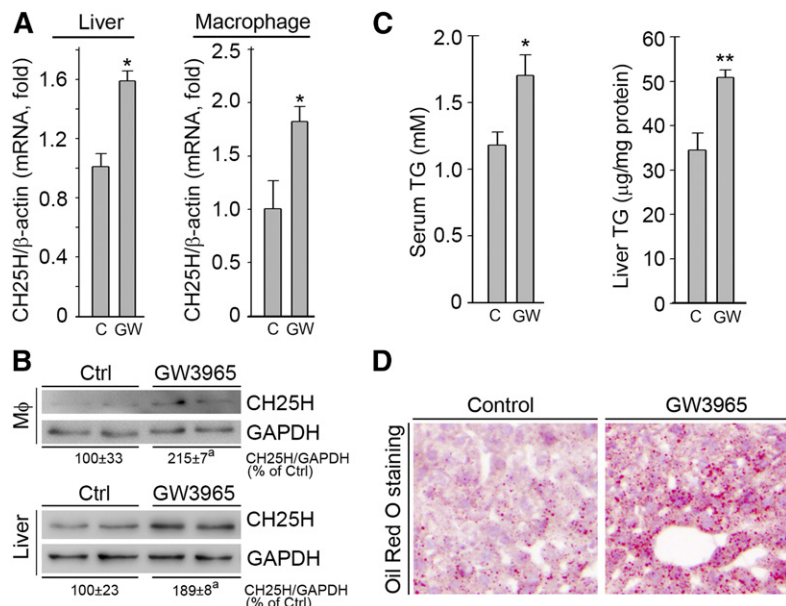 A
Liver
CH25H/β-actin (mRNA, fold)
1.6
1.2
0.8
0.4
0
*
C GW
Macrophage
CH25H/β-actin (mRNA, fold)
2.5
2.0
1.5
1.0
0.5
0
*
C GW
C
Serum TG (mM)
2.0
1.6
1.2
0.6
0.0
*
C GW
Liver TG (μg/mg protein)
60
50
40
30
20
10
0
**
C GW
B
Mφ
Ctrl GW3965
CH25H
GAPDH
100±33 215±7ᵃ CH25H/GAPDH
(% of Ctrl)
Liver
Ctrl GW3965
CH25H
GAPDH
100±23 189±8ᵃ CH25H/GAPDH
(% of Ctrl)
D
Control GW3965
Oil Red O staining